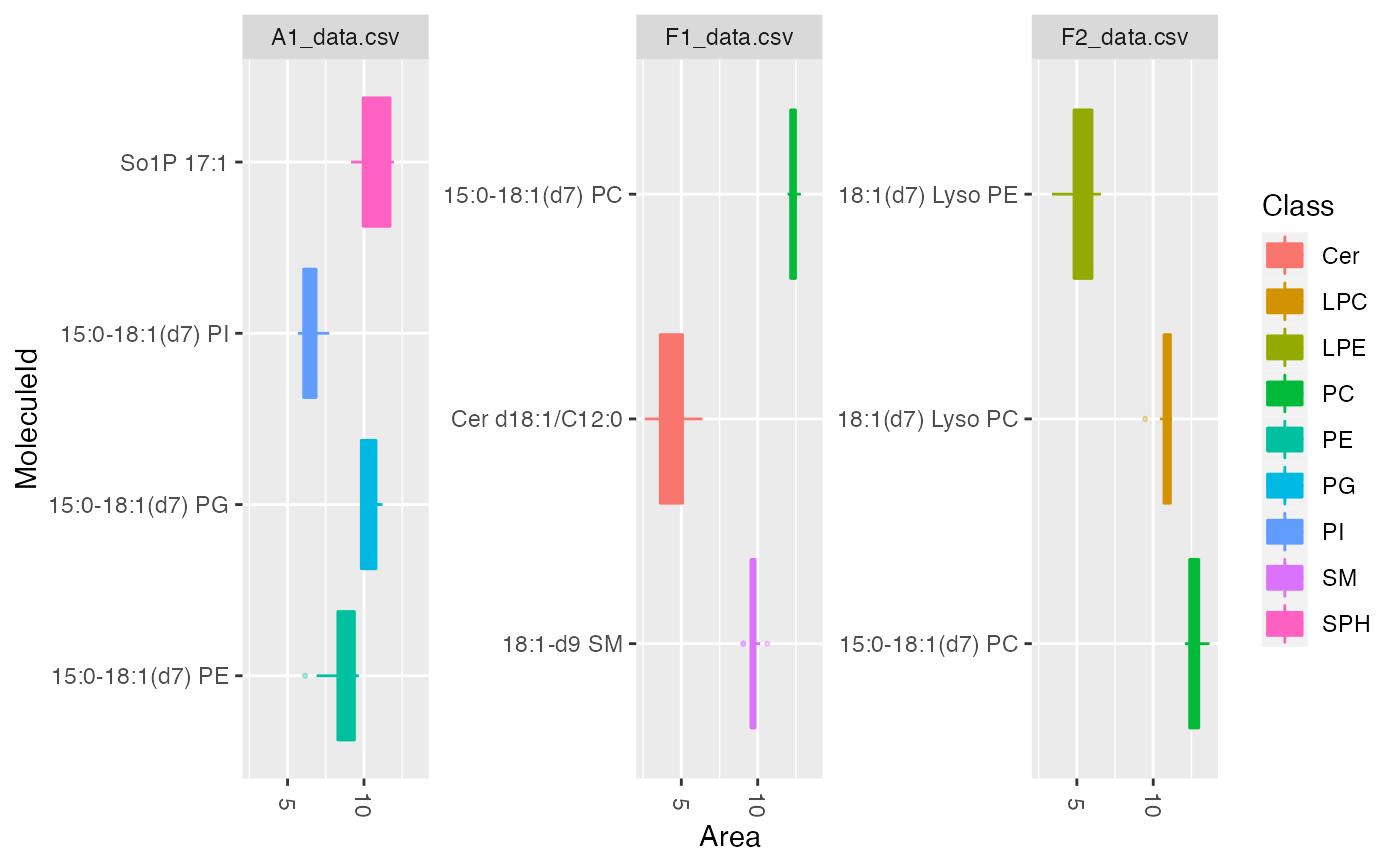 A1_data.csv
F1_data.csv
F2_data.csv
MoleculeId
So1P 17:1
15:0-18:1(d7) PI
15:0-18:1(d7) PG
15:0-18:1(d7) PE
15:0-18:1(d7) PC
Cer d18:1/C12:0
18:1-d9 SM
18:1(d7) Lyso PE
18:1(d7) Lyso PC
15:0-18:1(d7) PC
5
10
5
10
5
10
Area
Class
Cer
LPC
LPE
PC
PE
PG
PI
SM
SPH